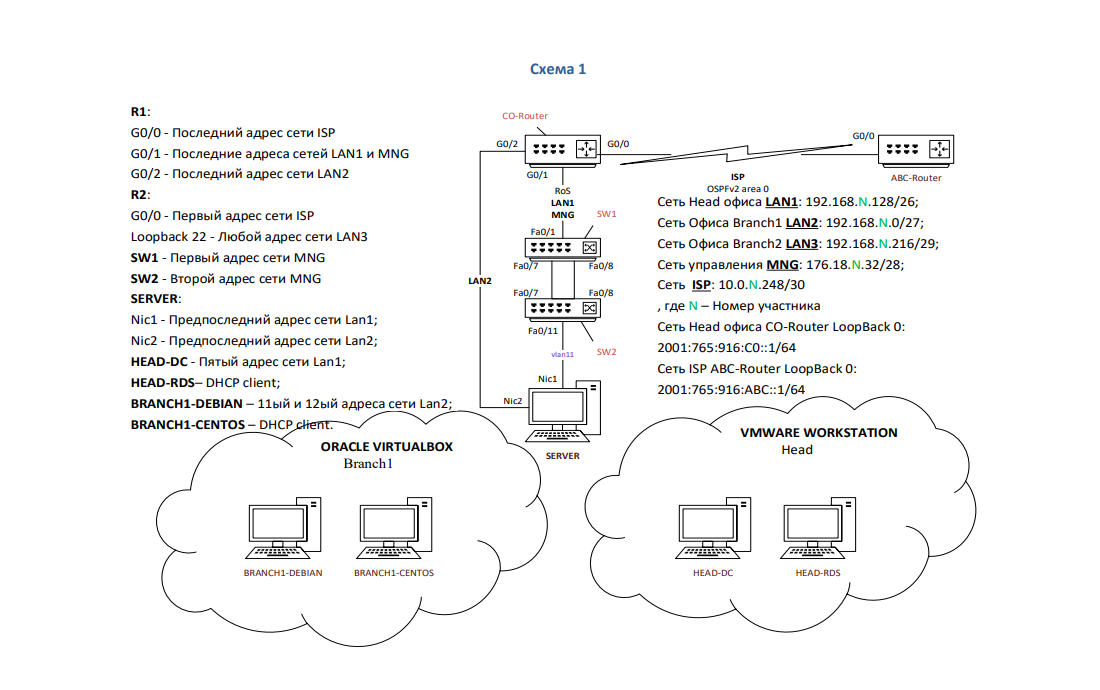 Схема 1
R1:
G0/0 - Последний адрес сети ISP
G0/1 - Последние адреса сетей LAN1 и MNG
G0/2 - Последний адрес сети LAN2
R2:
G0/0 - Первый адрес сети ISP
Loopback 22 - Любой адрес сети LAN3
SW1 - Первый адрес сети MNG
SW2 - Второй адрес сети MNG
SERVER:
Nic1 - Предпоследний адрес сети Lan1;
Nic2 - Предпоследний адрес сети Lan2;
HEAD-DC - Пятый адрес сети Lan1;
HEAD-RDS– DHCP client;
BRANCH1-DEBIAN – 11ый и 12ый адреса сети Lan2;
BRANCH1-CENTOS – DHCP client.
CO-Router
G0/2
G0/0
G0/1
G0/0
ABC-Router
ISP
OSPFv2 area 0
RoS
LAN1
MNG
SW1
Fa0/1
Fa0/7
Fa0/8
LAN2
Fa0/7
Fa0/8
Fa0/11
SW2
vlan11
Nic1
Nic2
SERVER
Сеть Head офиса LAN1: 192.168.N.128/26;
Сеть Офиса Branch1 LAN2: 192.168.N.0/27;
Сеть Офиса Branch2 LAN3: 192.168.N.216/29;
Сеть управления MNG: 176.18.N.32/28;
Сеть ISP: 10.0.N.248/30
, где N – Номер участника
Сеть Head офиса CO-Router LoopBack 0:
2001:765:916:C0::1/64
Сеть ISP ABC-Router LoopBack 0:
2001:765:916:ABC::1/64
ORACLE VIRTUALBOX
Branch1
BRANCH1-DEBIAN
BRANCH1-CENTOS
VMWARE WORKSTATION
Head
HEAD-DC
HEAD-RDS